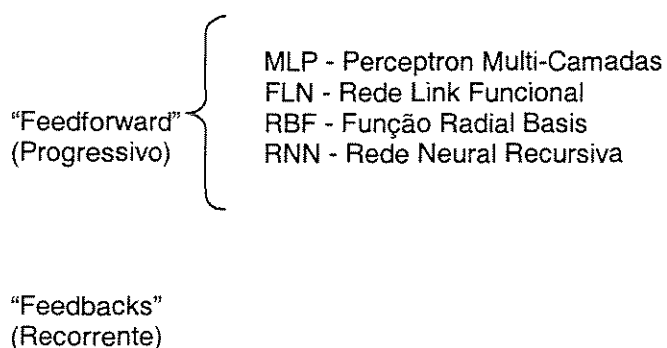 MLP - Perceptron Multi-Camadas
FLN - Rede Link Funcional
"Feedforward" RBF - Função Radial Basis
(Progressivo) RNN - Rede Neural Recursiva
"Feedbacks"
(Recorrente)